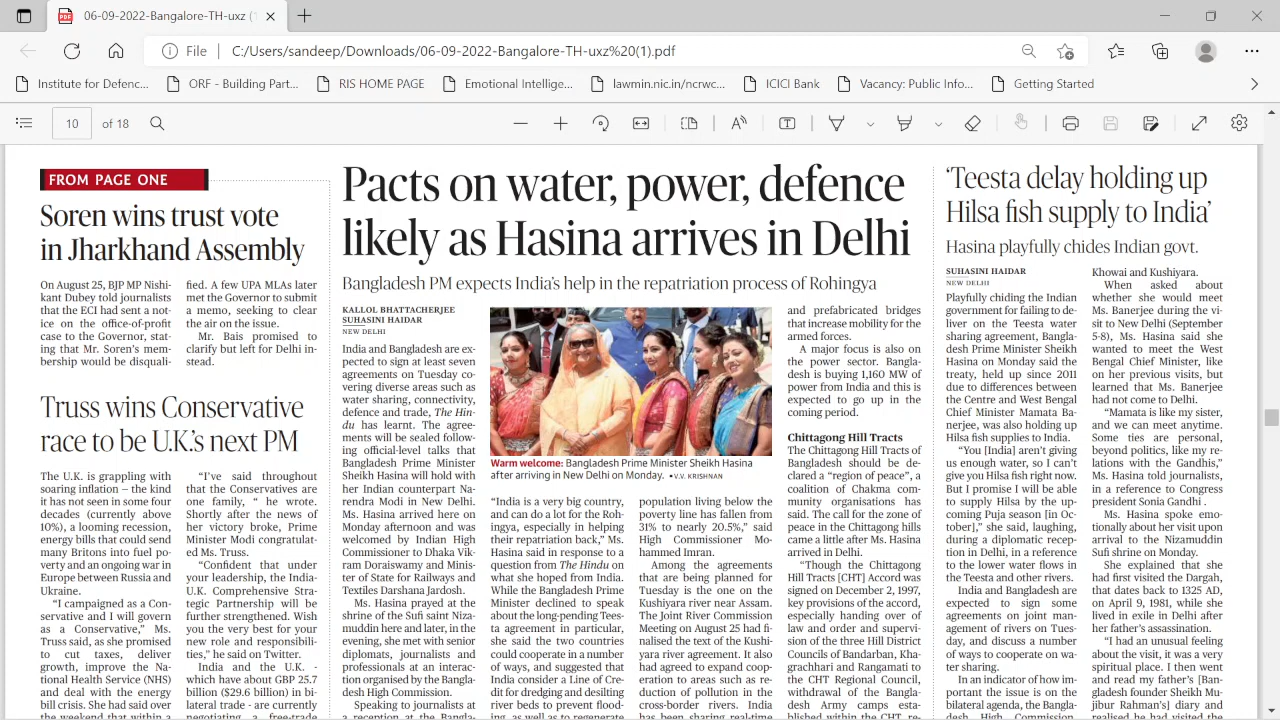 06-09-2022-Bangalore-TH-uxz (1
File
C:/Users/sandeep/Downloads/06-09-2022-Bangalore-TH-uxz%20(1).pdf
Institute for Defenc...
ORF - Building Part...
RIS HOME PAGE
Emotional Intellige...
lawmin.nic.in/ncrwc...
ICICI Bank
Vacancy: Public Info...
Getting Started
10 of 18
FROM PAGE ONE
Soren wins trust vote
in Jharkhand Assembly
On August 25, BJP MP Nishi-
kant Dubey told journalists
that the ECI had sent a not-
ice on the office-of-profit
case to the Governor, stat-
ing that Mr. Soren's mem-
bership would be disquali-
fied. A few UPA MLAs later
met the Governor to submit
a memo, seeking to clear
the air on the issue.
Mr. Bais promised to
clarify but left for Delhi in-
stead.
Truss wins Conservative
race to be U.K.'s next PM
The U.K. is grappling with
soaring inflation – the kind
it has not seen in some four
decades (currently above
10%), a looming recession,
energy bills that could send
many Britons into fuel po-
verty and an ongoing war in
Europe between Russia and
Ukraine.
"I campaigned as a Con-
servative and I will govern
as a Conservative," Ms.
Truss said, as she promised
to cut taxes, deliver
growth, improve the Na-
tional Health Service (NHS)
and deal with the energy
bill crisis. She had said over
the weekend that within a
"I've said throughout
that the Conservatives are
one family, " he wrote.
Shortly after the news of
her victory broke, Prime
Minister Modi congratulat-
ed Ms. Truss.
"Confident that under
your leadership, the India-
U.K. Comprehensive Stra-
tegic Partnership will be
further strengthened. Wish
you the very best for your
new role and responsibili-
ties," he said on Twitter.
India and the U.K. -
which have about GBP 25.7
billion ($29.6 billion) in bi-
lateral trade - are currently
negotiating a free-trade
Pacts on water, power, defence
likely as Hasina arrives in Delhi
Bangladesh PM expects India's help in the repatriation process of Rohingya
KALLOL BHATTACHERJEE
SUHASINI HAIDAR
NEW DELHI
India and Bangladesh are ex-
pected to sign at least seven
agreements on Tuesday co-
vering diverse areas such as
water sharing, connectivity,
defence and trade, The Hin-
du has learnt. The agree-
ments will be sealed follow-
ing official-level talks that
Bangladesh Prime Minister
Sheikh Hasina will hold with
her Indian counterpart Na-
rendra Modi in New Delhi.
Ms. Hasina arrived here on
Monday afternoon and was
welcomed by Indian High
Commissioner to Dhaka Vik-
ram Doraiswamy and Minis-
ter of State for Railways and
Textiles Darshana Jardosh.
Ms. Hasina prayed at the
shrine of the Sufi saint Niza-
muddin here and later, in the
evening, she met with senior
diplomats, journalists and
professionals at an interac-
tion organised by the Bangla-
desh High Commission.
Speaking to journalists at
a reception at the Bangla-
Warm welcome: Bangladesh Prime Minister Sheikh Hasina
after arriving in New Delhi on Monday. •V.V. KRISHNAN
"India is a very big country,
and can do a lot for the Roh-
ingya, especially in helping
their repatriation back," Ms.
Hasina said in response to a
question from The Hindu on
what she hoped from India.
While the Bangladesh Prime
Minister declined to speak
about the long-pending Tees-
ta agreement in particular,
she said the two countries
could cooperate in a number
of ways, and suggested that
India consider a Line of Cre-
dit for dredging and desilting
river beds to prevent flood-
ing, as well as to regenerate
population living below the
poverty line has fallen from
31% to nearly 20.5%," said
High Commissioner Mo-
hammed Imran.
Among the agreements
that are being planned for
Tuesday is the one on the
Kushiyara river near Assam.
The Joint River Commission
Meeting on August 25 had fi-
nalised the text of the Kushi-
yara river agreement. It also
had agreed to expand coop-
eration to areas such as re-
duction of pollution in the
cross-border rivers. India
has been sharing real-time
and prefabricated bridges
that increase mobility for the
armed forces.
A major focus is also on
the power sector. Bangla-
desh is buying 1,160 MW of
power from India and this is
expected to go up in the
coming period.
Chittagong Hill Tracts
The Chittagong Hill Tracts of
Bangladesh should be de-
clared a "region of peace", a
coalition of Chakma com-
munity organisations has
said. The call for the zone of
peace in the Chittagong hills
came a little after Ms. Hasina
arrived in Delhi.
"Though the Chittagong
Hill Tracts [CHT] Accord was
signed on December 2, 1997,
key provisions of the accord,
especially handing over of
law and order and supervi-
sion of the three Hill District
Councils of Bandarban, Kha-
grachhari and Rangamati to
the CHT Regional Council,
withdrawal of the Bangla-
desh Army camps esta-
blished within the CHT, re-
'Teesta delay holding up
Hilsa fish supply to India'
Hasina playfully chides Indian govt.
SUHASINI HAIDAR
NEW DELHI
Playfully chiding the Indian
government for failing to de-
liver on the Teesta water
sharing agreement, Bangla-
desh Prime Minister Sheikh
Hasina on Monday said the
treaty, held up since 2011
due to differences between
the Centre and West Bengal
Chief Minister Mamata Ba-
nerjee, was also holding up
Hilsa fish supplies to India.
"You [India] aren't giving
us enough water, so I can't
give you Hilsa fish right now.
But I promise I will be able
to supply Hilsa by the up-
coming Puja season [in Oc-
tober]," she said, laughing,
during a diplomatic recep-
tion in Delhi, in a reference
to the lower water flows in
the Teesta and other rivers.
India and Bangladesh are
expected to sign some
agreements on joint man-
agement of rivers on Tues-
day, and discuss a number
of ways to cooperate on wa-
ter sharing.
In an indicator of how im-
portant the issue is on the
bilateral agenda, the Bangla-
desh High Commission
Khowai and Kushiyara.
When asked about
whether she would meet
Ms. Banerjee during the vi-
sit to New Delhi (September
5-8), Ms. Hasina said she
wanted to meet the West
Bengal Chief Minister, like
on her previous visits, but
learned that Ms. Banerjee
had not come to Delhi.
"Mamata is like my sister,
and we can meet anytime.
Some ties are personal,
beyond politics, like my re-
lations with the Gandhis,"
Ms. Hasina told journalists,
in a reference to Congress
president Sonia Gandhi.
Ms. Hasina spoke emo-
tionally about her visit upon
arrival to the Nizamuddin
Sufi shrine on Monday.
She explained that she
had first visited the Dargah,
that dates back to 1325 AD,
on April 9, 1981, while she
lived in exile in Delhi after
her father's assassination.
"I had an unusual feeling
about the visit, it was a very
spiritual place. I then went
and read my father's [Ban-
gladesh founder Sheikh Mu-
jibur Rahman's] diary and
realised he had visited the